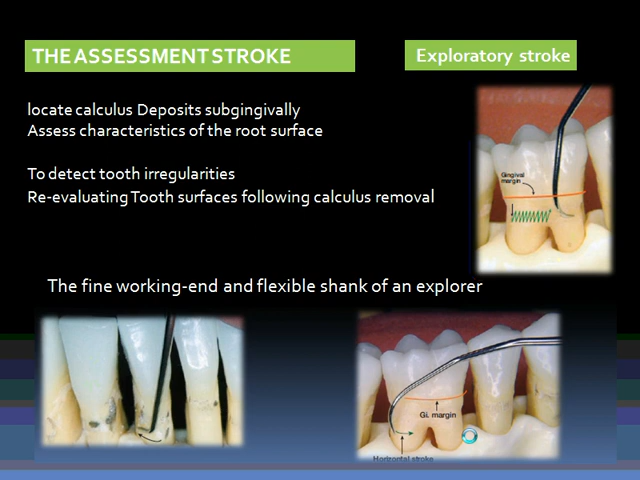 THE ASSESSMENT STROKE
Exploratory stroke
locate calculus Deposits subgingivally
Assess characteristics of the root surface
To detect tooth irregularities
Re-evaluating Tooth surfaces following calculus removal
Gingival
margin
The fine working-end and flexible shank of an explorer
Gi. margin
Horizontal stroke